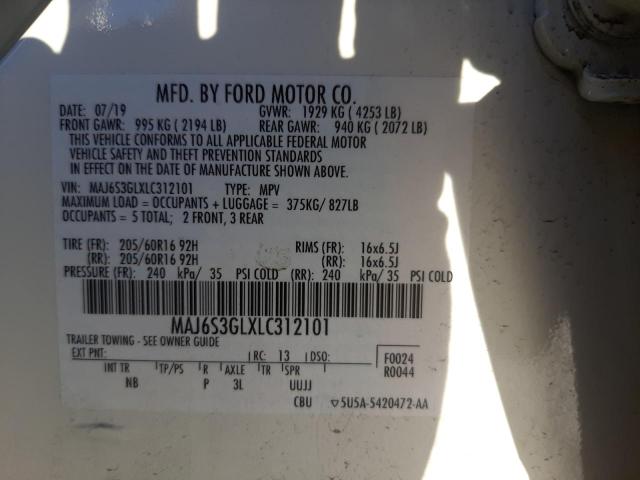 MFD. BY FORD MOTOR CO.
DATE: 07/19 GVWR: 1929 KG ( 4253 LB)
FRONT GAWR: 995 KG ( 2194 LB) REAR GAWR: 940 KG ( 2072 LB)
THIS VEHICLE CONFORMS TO ALL APPLICABLE FEDERAL MOTOR
VEHICLE SAFETY AND THEFT PREVENTION STANDARDS
IN EFFECT ON THE DATE OF MANUFACTURE SHOWN ABOVE.
VIN: MAJ6S3GLXLC312101 TYPE: MPV
MAXIMUM LOAD = OCCUPANTS + LUGGAGE = 375KG/ 827LB
OCCUPANTS = 5 TOTAL; 2 FRONT, 3 REAR
TIRE (FR): 205/60R16 92H RIMS (FR): 16x6.5J
(RR): 205/60R16 92H (RR): 16x6.5J
PRESSURE (FR): 240 kPa/ 35 PSI COLD (RR): 240 kPa/ 35 PSI COLD
MAJ6S3GLXLC312101
TRAILER TOWING - SEE OWNER GUIDE
EXT PNT: RC: 13 DSO: F0024
INT TR TP/PS R AXLE TR SPR R0044
NB P 3L UUJJ
CBU ▽5U5A-5420472-AA